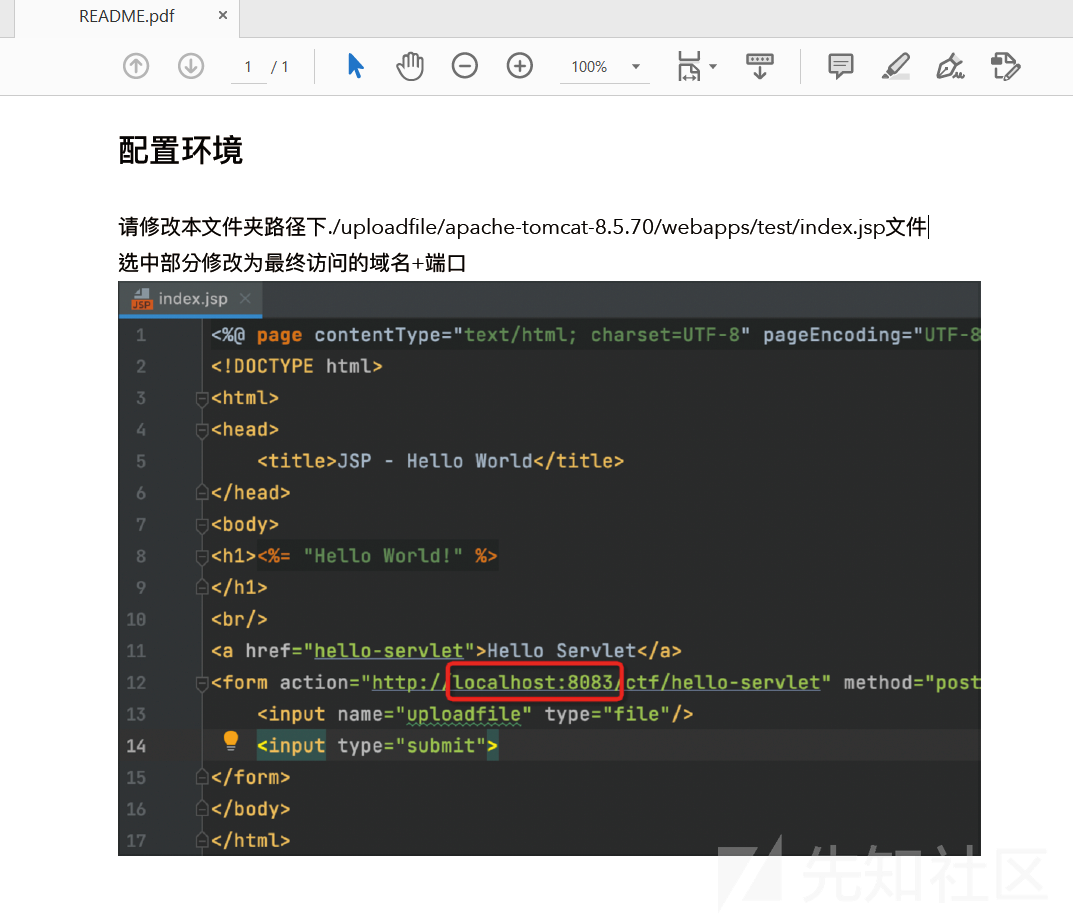 README.pdf ×
1 / 1 100%
配置环境
请修改本文件夹路径下./uploadfile/apache-tomcat-8.5.70/webapps/test/index.jsp文件
选中部分修改为最终访问的域名+端口
JSP index.jsp ×
1 <%@ page contentType="text/html; charset=UTF-8" pageEncoding="UTF-8
2 <!DOCTYPE html>
3 <html>
4 <head>
5 <title>JSP - Hello World</title>
6 </head>
7 <body>
8 <h1><%= "Hello World!" %>
9 </h1>
10 <br/>
11 <a href="hello-servlet">Hello Servlet</a>
12 <form action="http://localhost:8083/ctf/hello-servlet" method="post
13 <input name="uploadfile" type="file"/>
14 <input type="submit">
15 </form>
16 </body>
17 </html>
先知社区